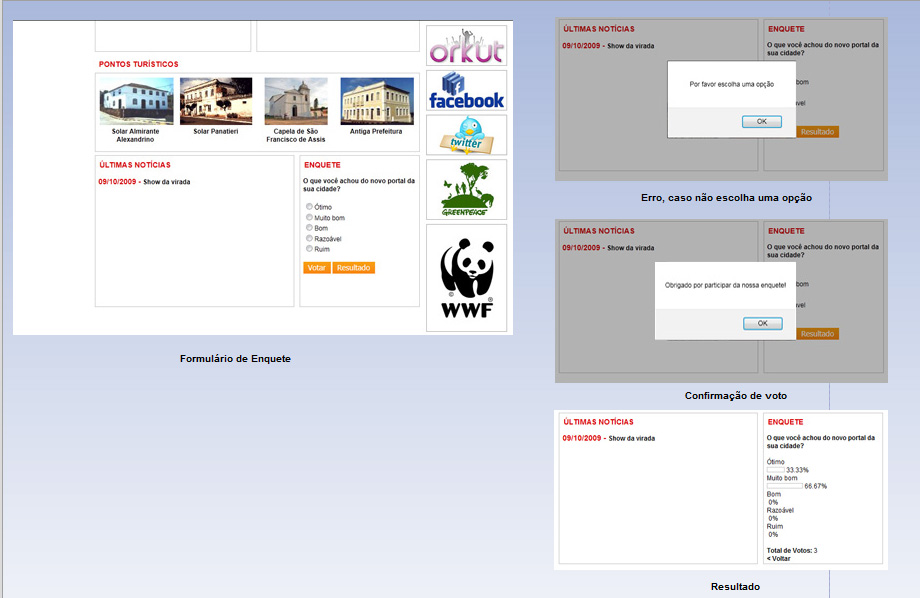 orkut
facebook
twitter
GREENPEACE
WWF
PONTOS TURÍSTICOS
Solar Almirante
Alexandrino
Solar Panatieri
Capela de São
Francisco de Assis
Antiga Prefeitura
ÚLTIMAS NOTÍCIAS
09/10/2009 - Show da virada
ENQUETE
O que você achou do novo portal da
sua cidade?
Ótimo
Muito bom
Bom
Razoável
Ruim
Votar Resultado
Formulário de Enquete
ÚLTIMAS NOTÍCIAS
09/10/2009 - Show da virada
ENQUETE
O que você achou do novo portal da
sua cidade?
bom
vel
Resultado
Por favor escolha uma opção
OK
Erro, caso não escolha uma opção
ÚLTIMAS NOTÍCIAS
09/10/2009 - Show da virada
ENQUETE
O que você achou do novo portal da
sua cidade?
bom
vel
Resultado
Obrigado por participar da nossa enquete!
OK
Confirmação de voto
ÚLTIMAS NOTÍCIAS
09/10/2009 - Show da virada
ENQUETE
O que você achou do novo portal da
sua cidade?
Ótimo
33.33%
Muito bom
66.67%
Bom
0%
Razoável
0%
Ruim
0%
Total de Votos: 3
< Voltar
Resultado